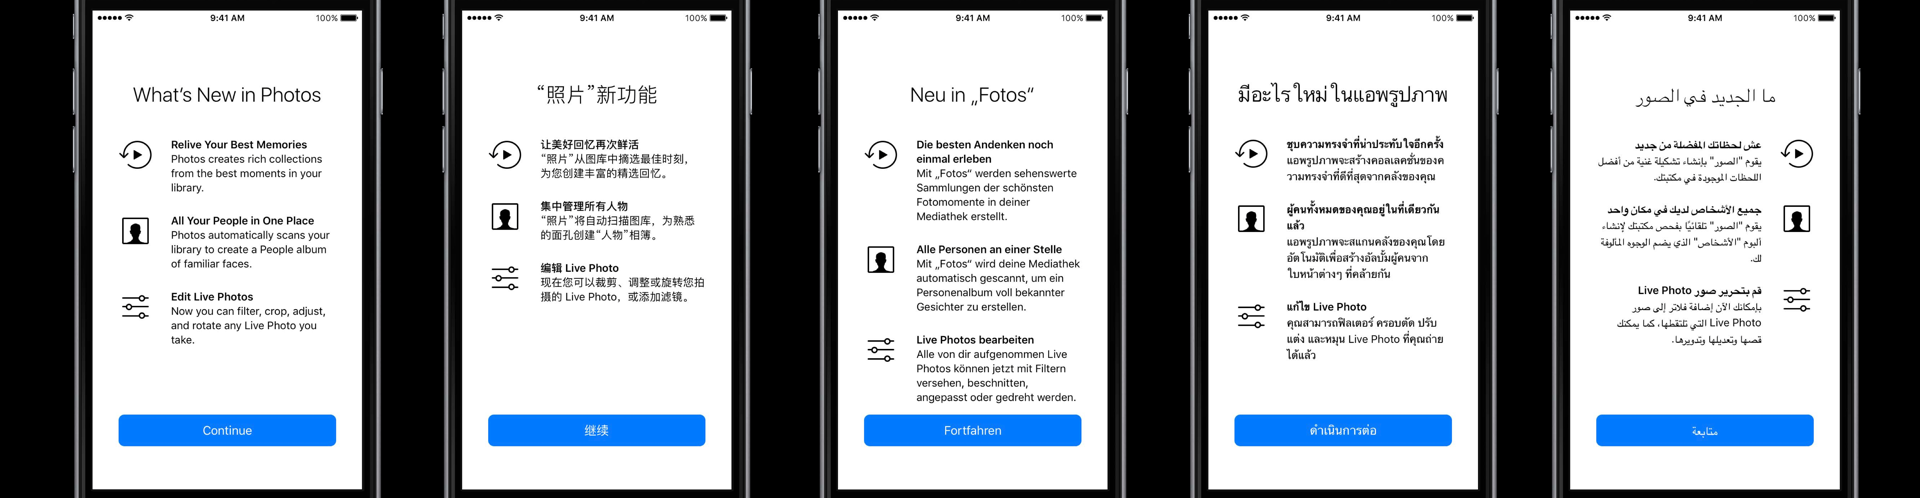 9:41 AM
100%
What's New in Photos
Relive Your Best Memories
Photos creates rich collections
from the best moments in your
library.
All Your People in One Place
Photos automatically scans your
library to create a People album
of familiar faces.
Edit Live Photos
Now you can filter, crop, adjust,
and rotate any Live Photo you
take.
Continue
9:41 AM
100%
“照片”新功能
让美好回忆再次鲜活
“照片”从图库中摘选最佳时刻,
为您创建丰富的精选回忆。
集中管理所有人物
“照片”将自动扫描图库，为熟悉
的面孔创建“人物”相簿。
编辑 Live Photo
现在您可以裁剪、调整或旋转您拍
摄的 Live Photo，或添加滤镜。
继续
9:41 AM
100%
Neu in „Fotos“
Die besten Andenken noch
einmal erleben
Mit „Fotos“ werden sehenswerte
Sammlungen der schönsten
Fotomomente in deiner
Mediathek erstellt.
Alle Personen an einer Stelle
Mit „Fotos“ wird deine Mediathek
automatisch gescannt, um ein
Personenalbum voll bekannter
Gesichter zu erstellen.
Live Photos bearbeiten
Alle von dir aufgenommen Live
Photos können jetzt mit Filtern
versehen, beschnitten,
angepasst oder gedreht werden.
Fortfahren
9:41 AM
100%
มีอะไรใหม่ในแอพรูปภาพ
ชุบความทรงจำที่น่าประทับใจอีกครั้ง
แอพรูปภาพจะสร้างคอลเลคชั่นของค
วามทรงจำที่ดีที่สุดจากคลังของคุณ
ผู้คนทั้งหมดของคุณอยู่ในที่เดียวกัน
แล้ว
แอพรูปภาพจะสแกนคลังของคุณโดย
อัตโนมัติเพื่อสร้างอัลบั้มผู้คนจาก
ใบหน้าต่างๆ ที่คล้ายกัน
แก้ไข Live Photo
คุณสามารถฟิลเตอร์ ครอบตัด ปรับ
แต่ง และหมุน Live Photo ที่คุณถ่าย
ได้แล้ว
ดำเนินการต่อ
9:41 AM
100%
ما الجديد في الصور
عش لحظاتك المفضلة من جديد
يقوم "الصور" بإنشاء تشكيلة غنية من أفضل
اللحظات الموجودة في مكتبتك.
جميع الأشخاص لديك في مكان واحد
يقوم "الصور" تلقائيًا بفحص مكتبتك لإنشاء
ألبوم "الأشخاص" الذي يضم الوجوه المألوفة
لك.
قم بتحرير صور Live Photo
بإمكانك الآن إضافة فلاتر إلى صور
Live Photo التي تلتقطها، كما يمكنك
قصها وتعديلها وتدويرها.
متابعة